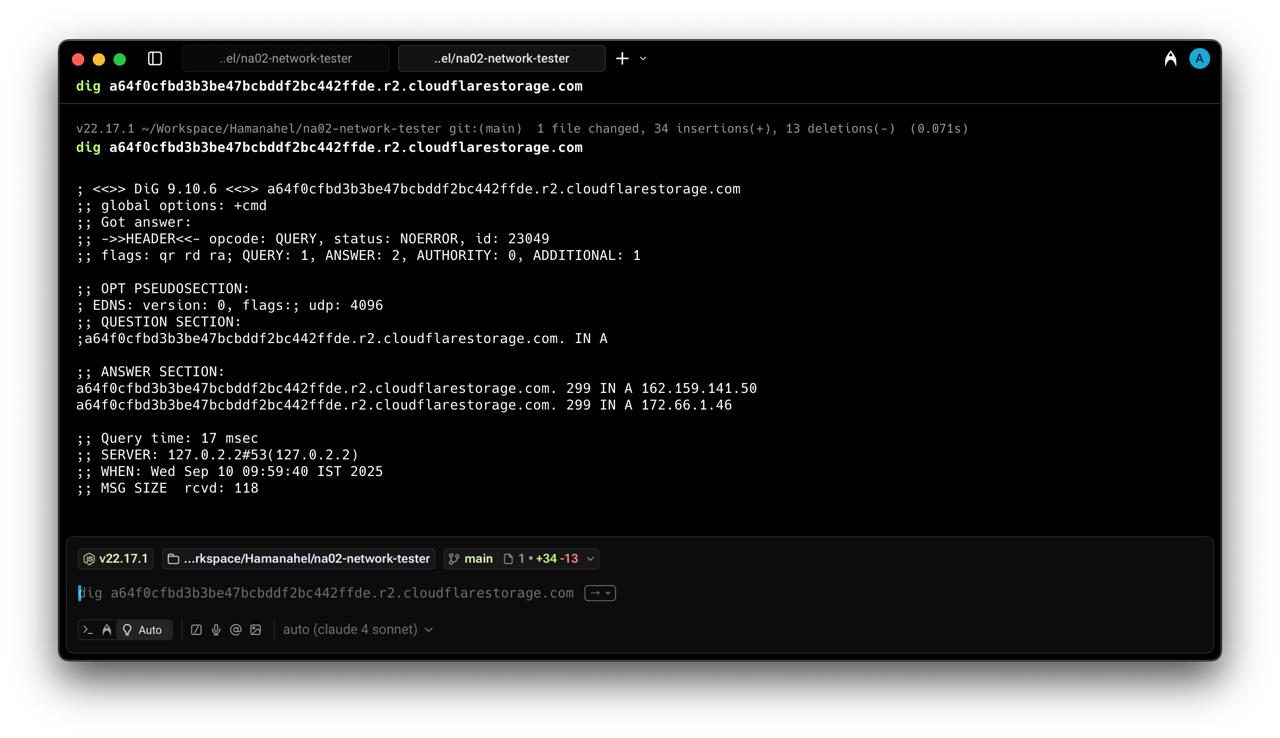 ..el/na02-network-tester
..el/na02-network-tester
A
dig a64f0cfbd3b3be47bcbddf2bc442ffde.r2.cloudflarestorage.com
v22.17.1 ~/Workspace/Hamanahel/na02-network-tester git:(main)  1 file changed, 34 insertions(+), 13 deletions(-)  (0.071s)
dig a64f0cfbd3b3be47bcbddf2bc442ffde.r2.cloudflarestorage.com
; <<>> DiG 9.10.6 <<>> a64f0cfbd3b3be47bcbddf2bc442ffde.r2.cloudflarestorage.com
;; global options: +cmd
;; Got answer:
;; ->>HEADER<<- opcode: QUERY, status: NOERROR, id: 23049
;; flags: qr rd ra; QUERY: 1, ANSWER: 2, AUTHORITY: 0, ADDITIONAL: 1
;; OPT PSEUDOSECTION:
; EDNS: version: 0, flags:; udp: 4096
;; QUESTION SECTION:
;a64f0cfbd3b3be47bcbddf2bc442ffde.r2.cloudflarestorage.com. IN A
;; ANSWER SECTION:
a64f0cfbd3b3be47bcbddf2bc442ffde.r2.cloudflarestorage.com. 299 IN A 162.159.141.50
a64f0cfbd3b3be47bcbddf2bc442ffde.r2.cloudflarestorage.com. 299 IN A 172.66.1.46
;; Query time: 17 msec
;; SERVER: 127.0.2.2#53(127.0.2.2)
;; WHEN: Wed Sep 10 09:59:40 IST 2025
;; MSG SIZE  rcvd: 118
v22.17.1 ...rkspace/Hamanahel/na02-network-tester main 1 • +34 -13
dig a64f0cfbd3b3be47bcbddf2bc442ffde.r2.cloudflarestorage.com
Auto auto (claude 4 sonnet)